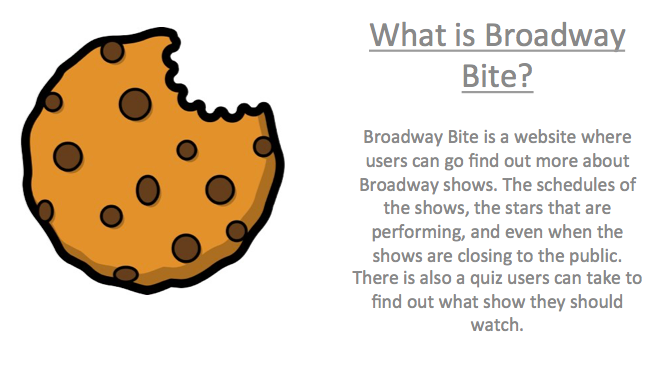 What is Broadway
Bite?
Broadway Bite is a website where
users can go find out more about
Broadway shows. The schedules of
the shows, the stars that are
performing, and even when the
shows are closing to the public.
There is also a quiz users can take to
find out what show they should
watch.